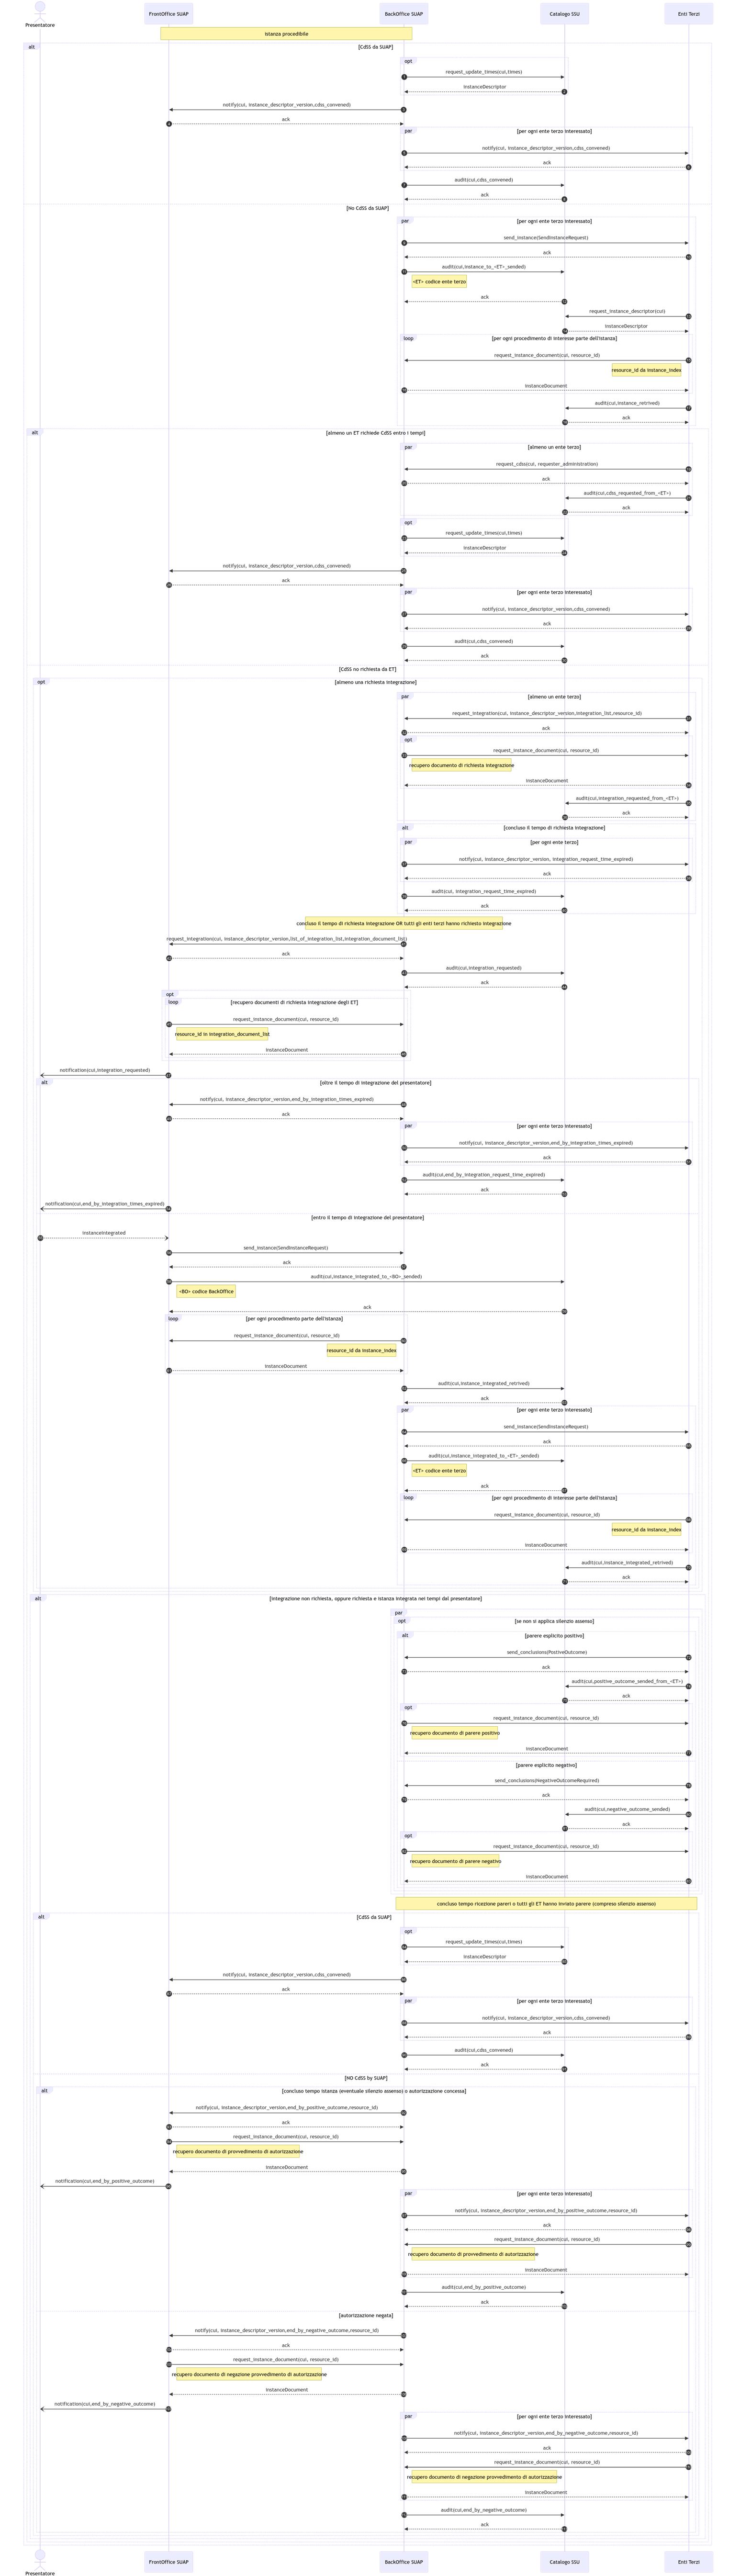 Presentatore
FrontOffice SUAP
BackOffice SUAP
Catalogo SSU
Enti Terzi
Istanza procedibile
alt
[CdSS da SUAP]
opt
request_update_times(cui,times)
InstanceDescriptor
notify(cui, instance_descriptor_version,cdss_convened)
ack
par
[per ogni ente terzo interessato]
notify(cui, instance_descriptor_version,cdss_convened)
ack
audit(cui,cdss_convened)
ack
[No CdSS da SUAP]
par
[per ogni ente terzo interessato]
send_instance(SendInstanceRequest)
ack
audit(cui,instance_to_<ET>_sended)
<ET> codice ente terzo
ack
request_instance_descriptor(cui)
InstanceDescriptor
loop
[per ogni procedimento di interesse parte dell'istanza]
request_instance_document(cui, resource_id)
resource_id da instance_index
InstanceDocument
audit(cui,instance_retrived)
ack
alt
[almeno un ET richiede CdSS entro i tempi]
par
[almeno un ente terzo]
request_cdss(cui, requester_administration)
ack
audit(cui,cdss_requested_from_<ET>)
ack
opt
request_update_times(cui,times)
InstanceDescriptor
notify(cui, instance_descriptor_version,cdss_convened)
ack
par
[per ogni ente terzo interessato]
notify(cui, instance_descriptor_version,cdss_convened)
ack
audit(cui,cdss_convened)
ack
[CdSS no richiesta da ET]
opt
[almeno una richiesta integrazione]
par
[almeno un ente terzo]
request_integration(cui, instance_descriptor_version,integration_list,resource_id)
ack
opt
request_instance_document(cui, resource_id)
recupero documento di richiesta integrazione
InstanceDocument
audit(cui,integration_requested_from_<ET>)
ack
alt
[concluso il tempo di richiesta integrazione]
par
[per ogni ente terzo]
notify(cui, instance_descriptor_version, integration_request_time_expired)
ack
audit(cui, integration_request_time_expired)
ack
concluso il tempo di richiesta integrazione OR tutti gli enti terzi hanno richiesto integrazione
request_integration(cui, instance_descriptor_version,list_of_integration_list,integration_document_list)
ack
audit(cui,integration_requested)
ack
opt
loop
[recupero documenti di richiesta integrazione degli ET]
request_instance_document(cui, resource_id)
resource_id in integration_document_list
InstanceDocument
notification(cui,integration_requested)
alt
[oltre il tempo di integrazione del presentatore]
notify(cui, instance_descriptor_version,end_by_integration_times_expired)
ack
par
[per ogni ente terzo interessato]
notify(cui, instance_descriptor_version,end_by_integration_times_expired)
ack
audit(cui,end_by_integration_request_time_expired)
ack
notification(cui,end_by_integration_times_expired)
[entro il tempo di integrazione del presentatore]
instanceIntegrated
send_instance(SendInstanceRequest)
ack
audit(cui,instance_integrated_to_<BO>_sended)
<BO> codice BackOffice
ack
loop
[per ogni procedimento parte dell'istanza]
request_instance_document(cui, resource_id)
resource_id da instance_index
InstanceDocument
audit(cui,instance_integrated_retrived)
ack
par
[per ogni ente terzo interessato]
send_instance(SendInstanceRequest)
ack
audit(cui,instance_integrated_to_<ET>_sended)
<ET> codice ente terzo
ack
loop
[per ogni procedimento di interesse parte dell'istanza]
request_instance_document(cui, resource_id)
resource_id da instance_index
InstanceDocument
audit(cui,instance_integrated_retrived)
ack
alt
[integrazione non richiesta, oppure richiesta e istanza integrata nei tempi dal presentatore]
par
opt
[se non si applica silenzio assenso]
alt
[parere esplicito positivo]
send_conclusions(PostiveOutcome)
ack
audit(cui,positive_outcome_sended_from_<ET>)
ack
opt
request_instance_document(cui, resource_id)
recupero documento di parere positivo
InstanceDocument
[parere esplicito negativo]
send_conclusions(NegativeOutcomeRequired)
ack
audit(cui,negative_outcome_sended)
ack
opt
request_instance_document(cui, resource_id)
recupero documento di parere negativo
InstanceDocument
concluso tempo ricezione pareri o tutti gli ET hanno inviato parere (compreso silenzio assenso)
alt
[CdSS da SUAP]
opt
request_update_times(cui,times)
InstanceDescriptor
notify(cui, instance_descriptor_version,cdss_convened)
ack
par
[per ogni ente terzo interessato]
notify(cui, instance_descriptor_version,cdss_convened)
ack
audit(cui,cdss_convened)
ack
[NO CdSS by SUAP]
alt
[concluso tempo istanza (eventuale silenzio assenso) o autorizzazione concessa]
notify(cui, instance_descriptor_version,end_by_positive_outcome,resource_id)
ack
request_instance_document(cui, resource_id)
recupero documento di provvedimento di autorizzazione
InstanceDocument
notification(cui,end_by_positive_outcome)
par
[per ogni ente terzo interessato]
notify(cui, instance_descriptor_version,end_by_positive_outcome,resource_id)
ack
request_instance_document(cui, resource_id)
recupero documento di provvedimento di autorizzazione
InstanceDocument
audit(cui,end_by_positive_outcome)
ack
[autorizzazione negata]
notify(cui, instance_descriptor_version,end_by_negative_outcome,resource_id)
ack
request_instance_document(cui, resource_id)
recupero documento di negazione provvedimento di autorizzazione
InstanceDocument
notification(cui,end_by_negative_outcome)
par
[per ogni ente terzo interessato]
notify(cui, instance_descriptor_version,end_by_negative_outcome,resource_id)
ack
request_instance_document(cui, resource_id)
recupero documento di negazione provvedimento di autorizzazione
InstanceDocument
audit(cui,end_by_negative_outcome)
ack
Presentatore
FrontOffice SUAP
BackOffice SUAP
Catalogo SSU
Enti Terzi